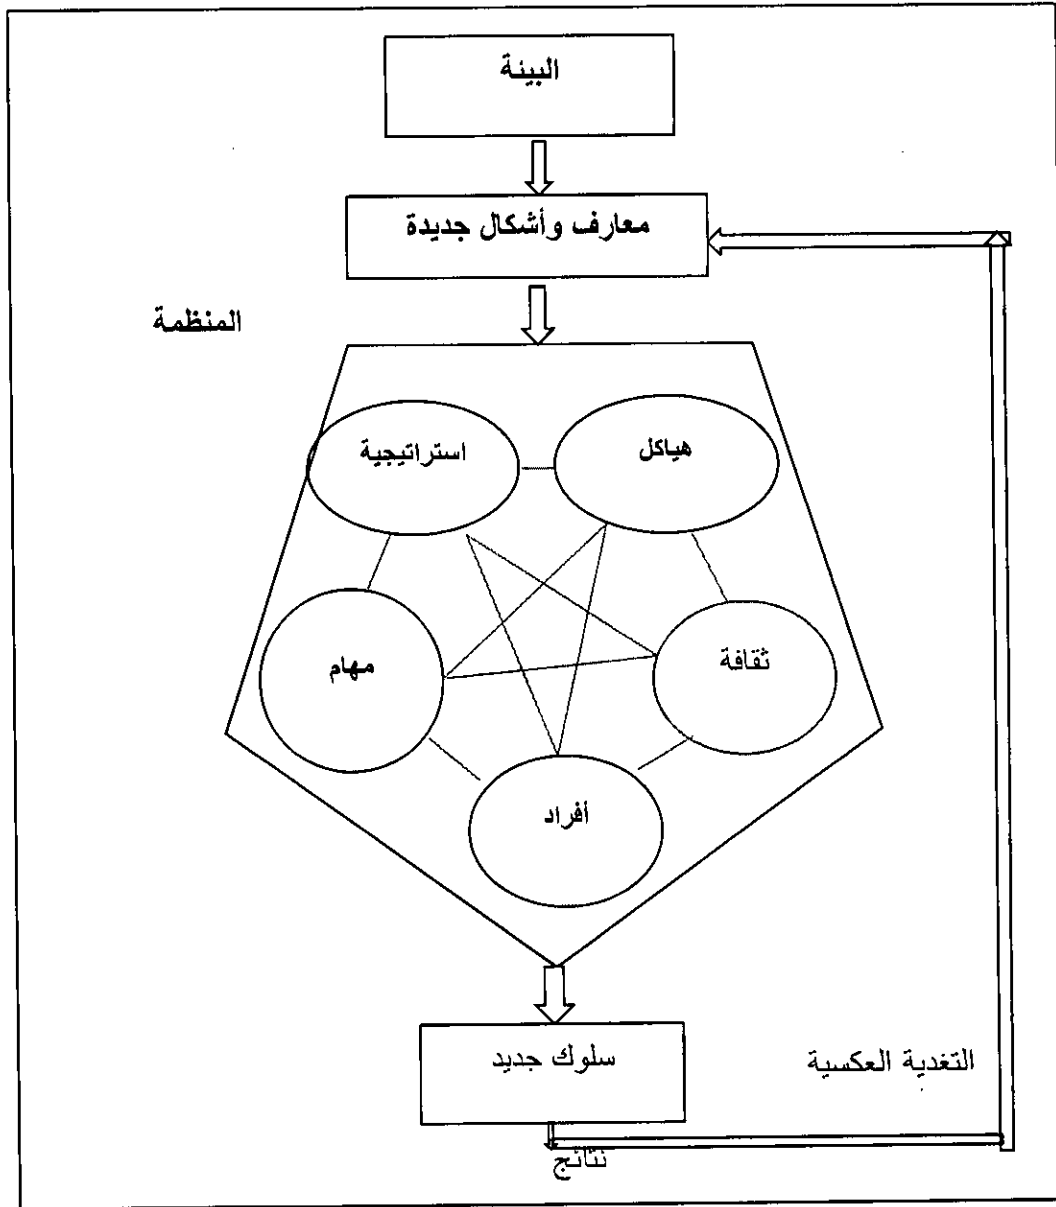 البيئة
معارف وأشكال جديدة
المنظمة
هياكل
استراتيجية
ثقافة
مهام
أفراد
سلوك جديد
التغدية العكسية
نتائج